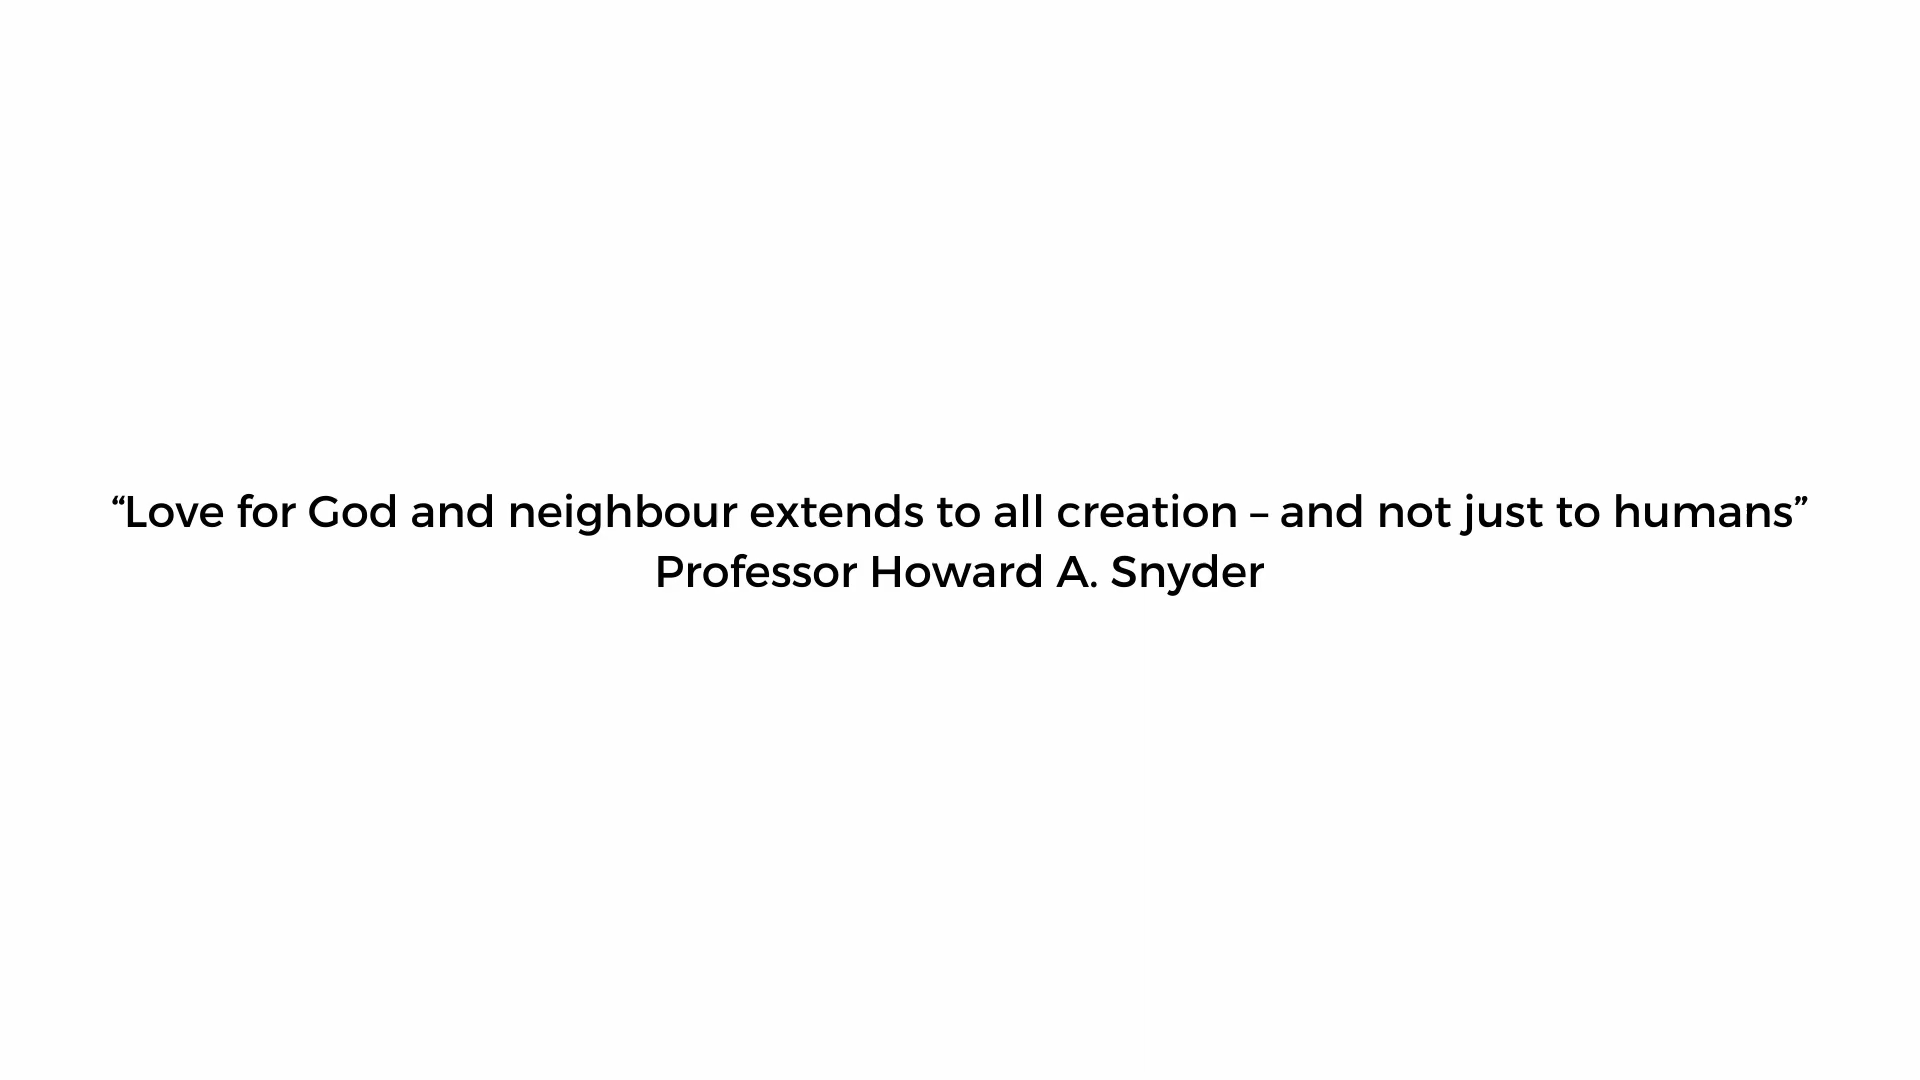 “Love for God and neighbour extends to all creation – and not just to humans”
Professor Howard A. Snyder